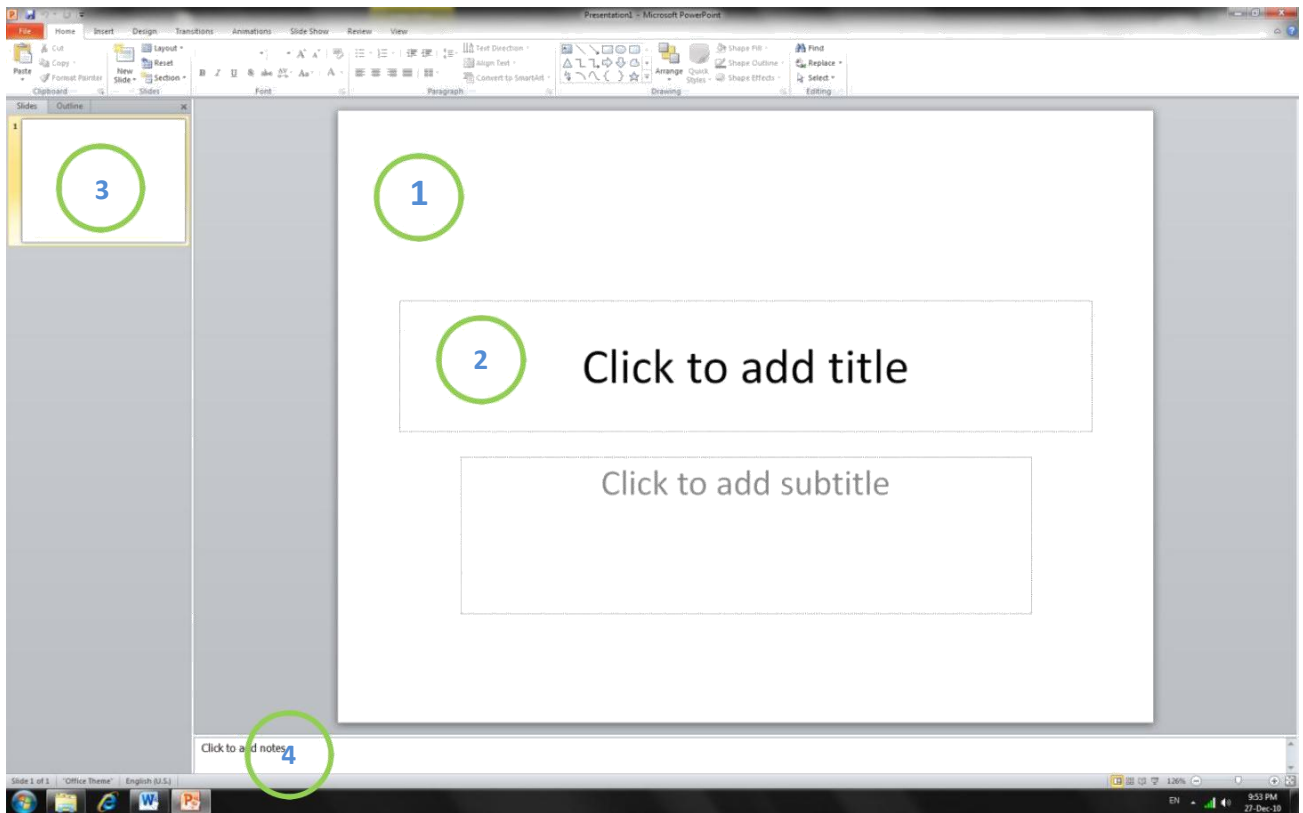 Presentation1 - Microsoft PowerPoint
File Home Insert Design Transitions Animations Slide Show Review View
Cut
Copy
Format Painter
Paste
Clipboard
New Slide
Layout
Reset
Section
Slides
B I U S abc AV Aa A
Font
Text Direction
Align Text
Convert to SmartArt
Paragraph
Arrange
Quick Styles
Shape Fill
Shape Outline
Shape Effects
Drawing
Find
Replace
Select
Editing
Slides Outline
1
3
1
2
Click to add title
Click to add subtitle
Click to add notes
4
Slide 1 of 1 "Office Theme" English (U.S.) 126%
EN 9:53 PM
27-Dec-10